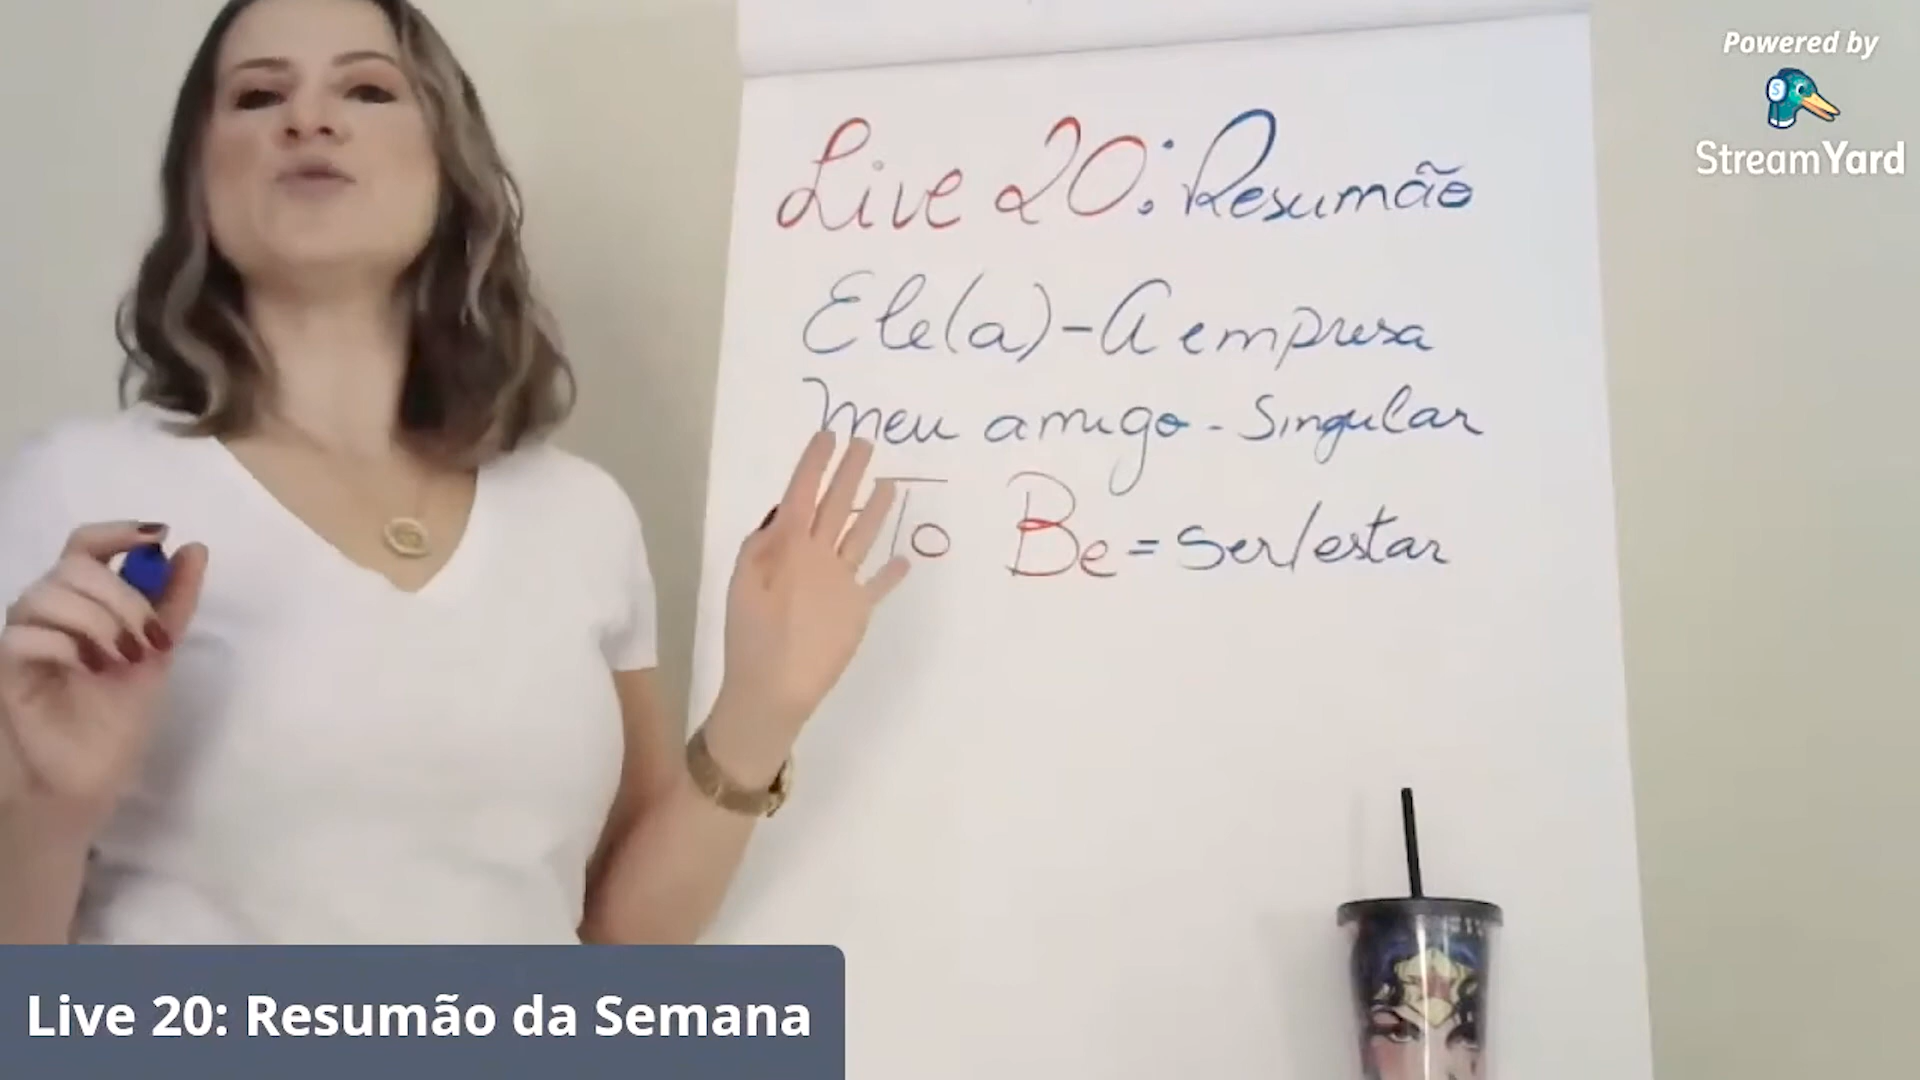 Powered by
StreamYard
Live 20: Resumão
Ele(a) - A empresa
Meu amigo - Singular
To Be = Ser/estar
Live 20: Resumão da Semana